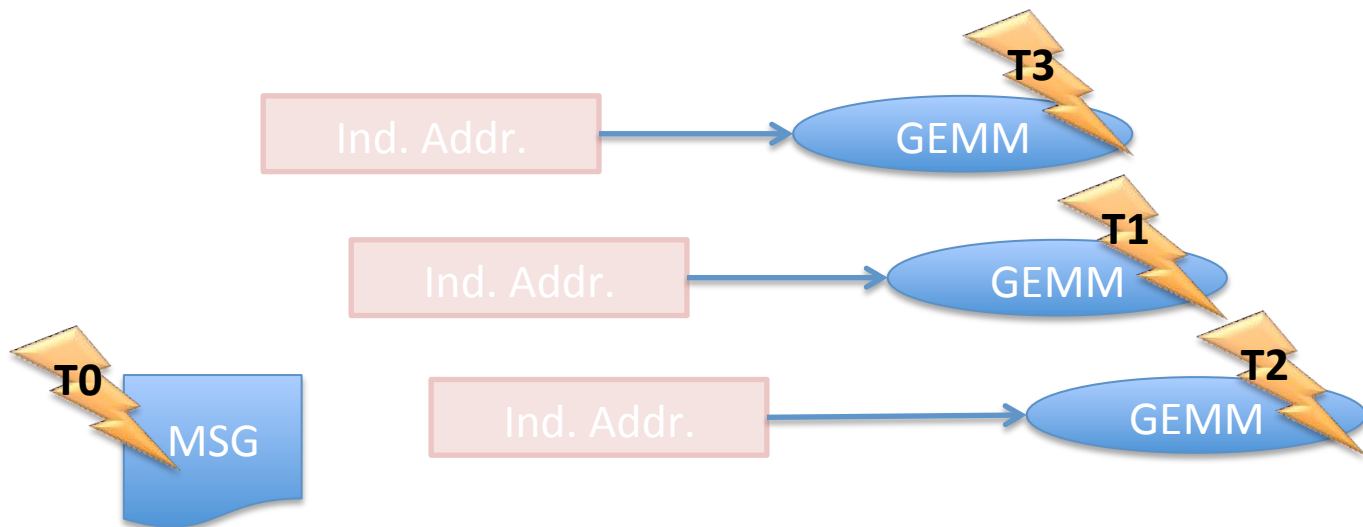 T3
Ind. Addr.
GEMM
T1
Ind. Addr.
GEMM
T2
T0
Ind. Addr.
GEMM
MSG